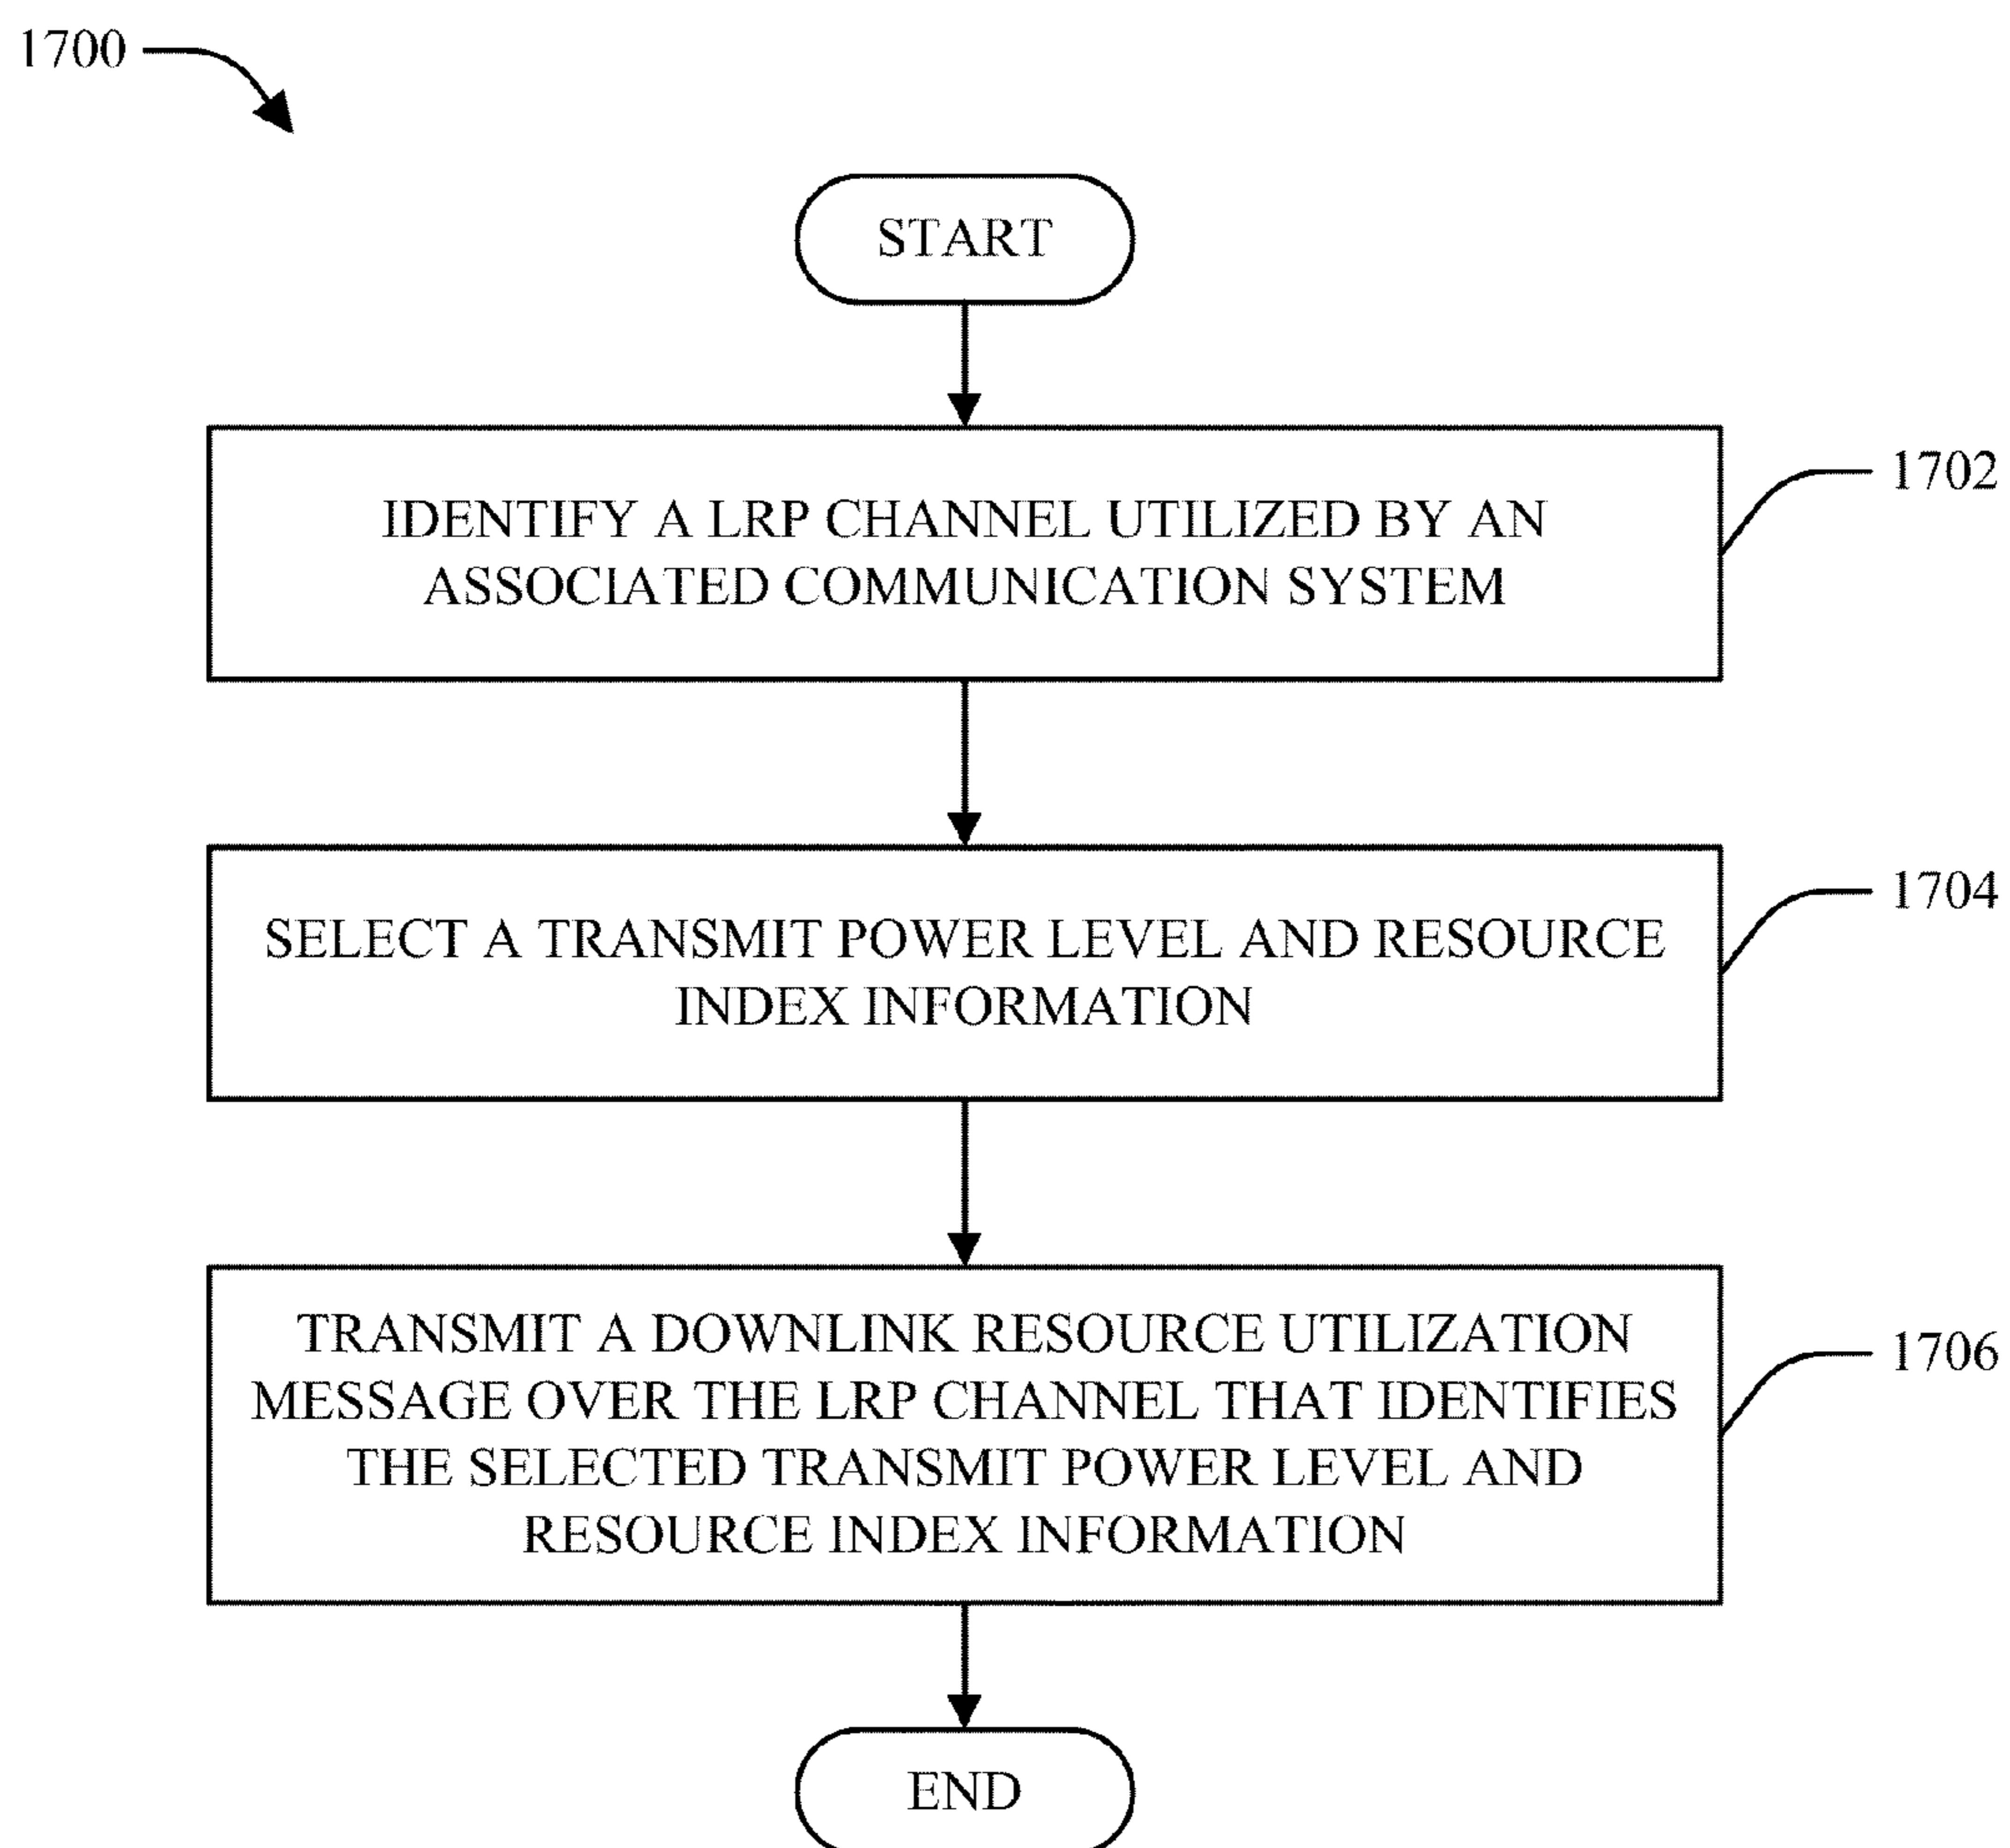 1700
START
IDENTIFY A LRP CHANNEL UTILIZED BY AN
ASSOCIATED COMMUNICATION SYSTEM
1702
SELECT A TRANSMIT POWER LEVEL AND RESOURCE
INDEX INFORMATION
1704
TRANSMIT A DOWNLINK RESOURCE UTILIZATION
MESSAGE OVER THE LRP CHANNEL THAT IDENTIFIES
THE SELECTED TRANSMIT POWER LEVEL AND
RESOURCE INDEX INFORMATION
1706
END